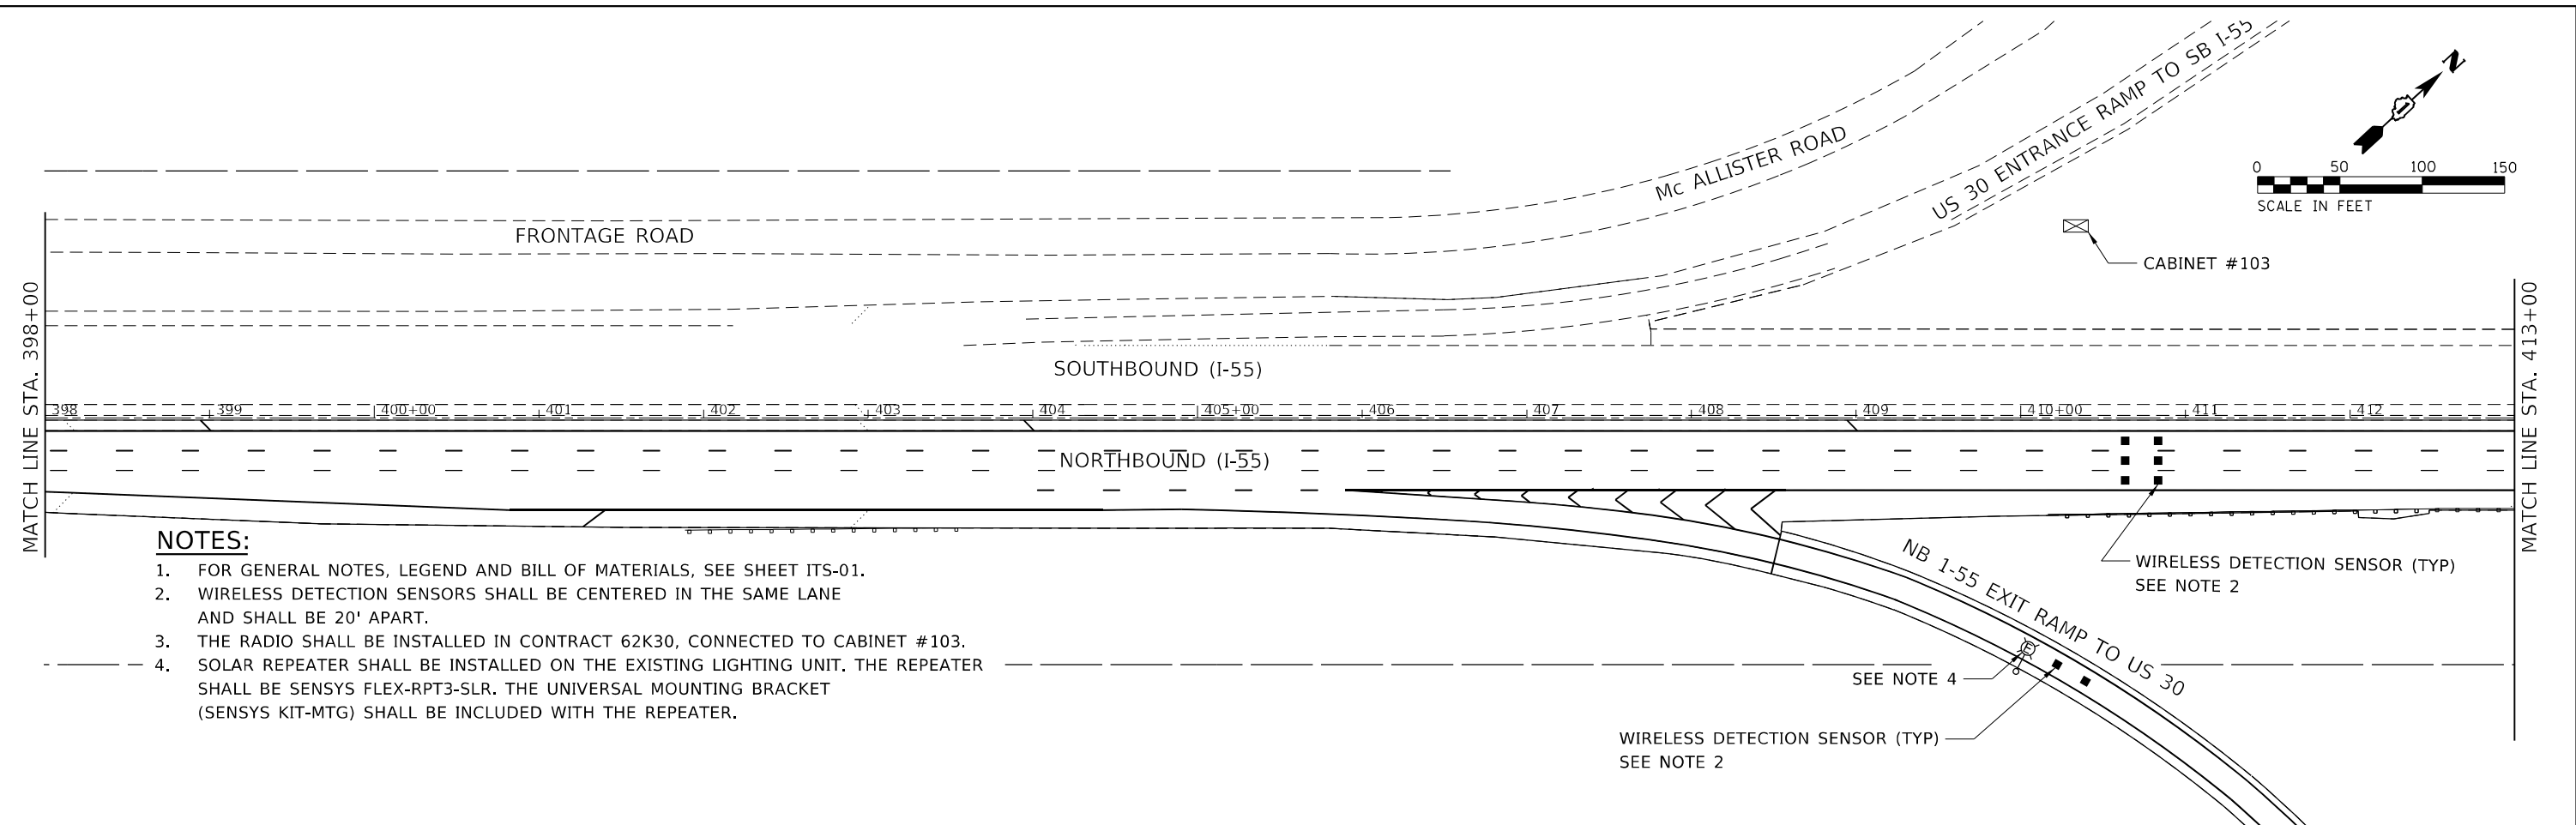 US 30 ENTRANCE RAMP TO SB I-55
N
Mc ALLISTER ROAD
0 50 100 150
SCALE IN FEET
FRONTAGE ROAD
CABINET #103
MATCH LINE STA. 398+00
MATCH LINE STA. 413+00
SOUTHBOUND (I-55)
398 399 400+00 401 402 403 404 405+00 406 407 408 409 410+00 411 412
NORTHBOUND (I-55)
NOTES:
1. FOR GENERAL NOTES, LEGEND AND BILL OF MATERIALS, SEE SHEET ITS-01.
2. WIRELESS DETECTION SENSORS SHALL BE CENTERED IN THE SAME LANE
AND SHALL BE 20' APART.
3. THE RADIO SHALL BE INSTALLED IN CONTRACT 62K30, CONNECTED TO CABINET #103.
4. SOLAR REPEATER SHALL BE INSTALLED ON THE EXISTING LIGHTING UNIT. THE REPEATER
SHALL BE SENSYS FLEX-RPT3-SLR. THE UNIVERSAL MOUNTING BRACKET
(SENSYS KIT-MTG) SHALL BE INCLUDED WITH THE REPEATER.
WIRELESS DETECTION SENSOR (TYP)
SEE NOTE 2
NB 1-55 EXIT RAMP TO US 30
E
SEE NOTE 4
WIRELESS DETECTION SENSOR (TYP)
SEE NOTE 2